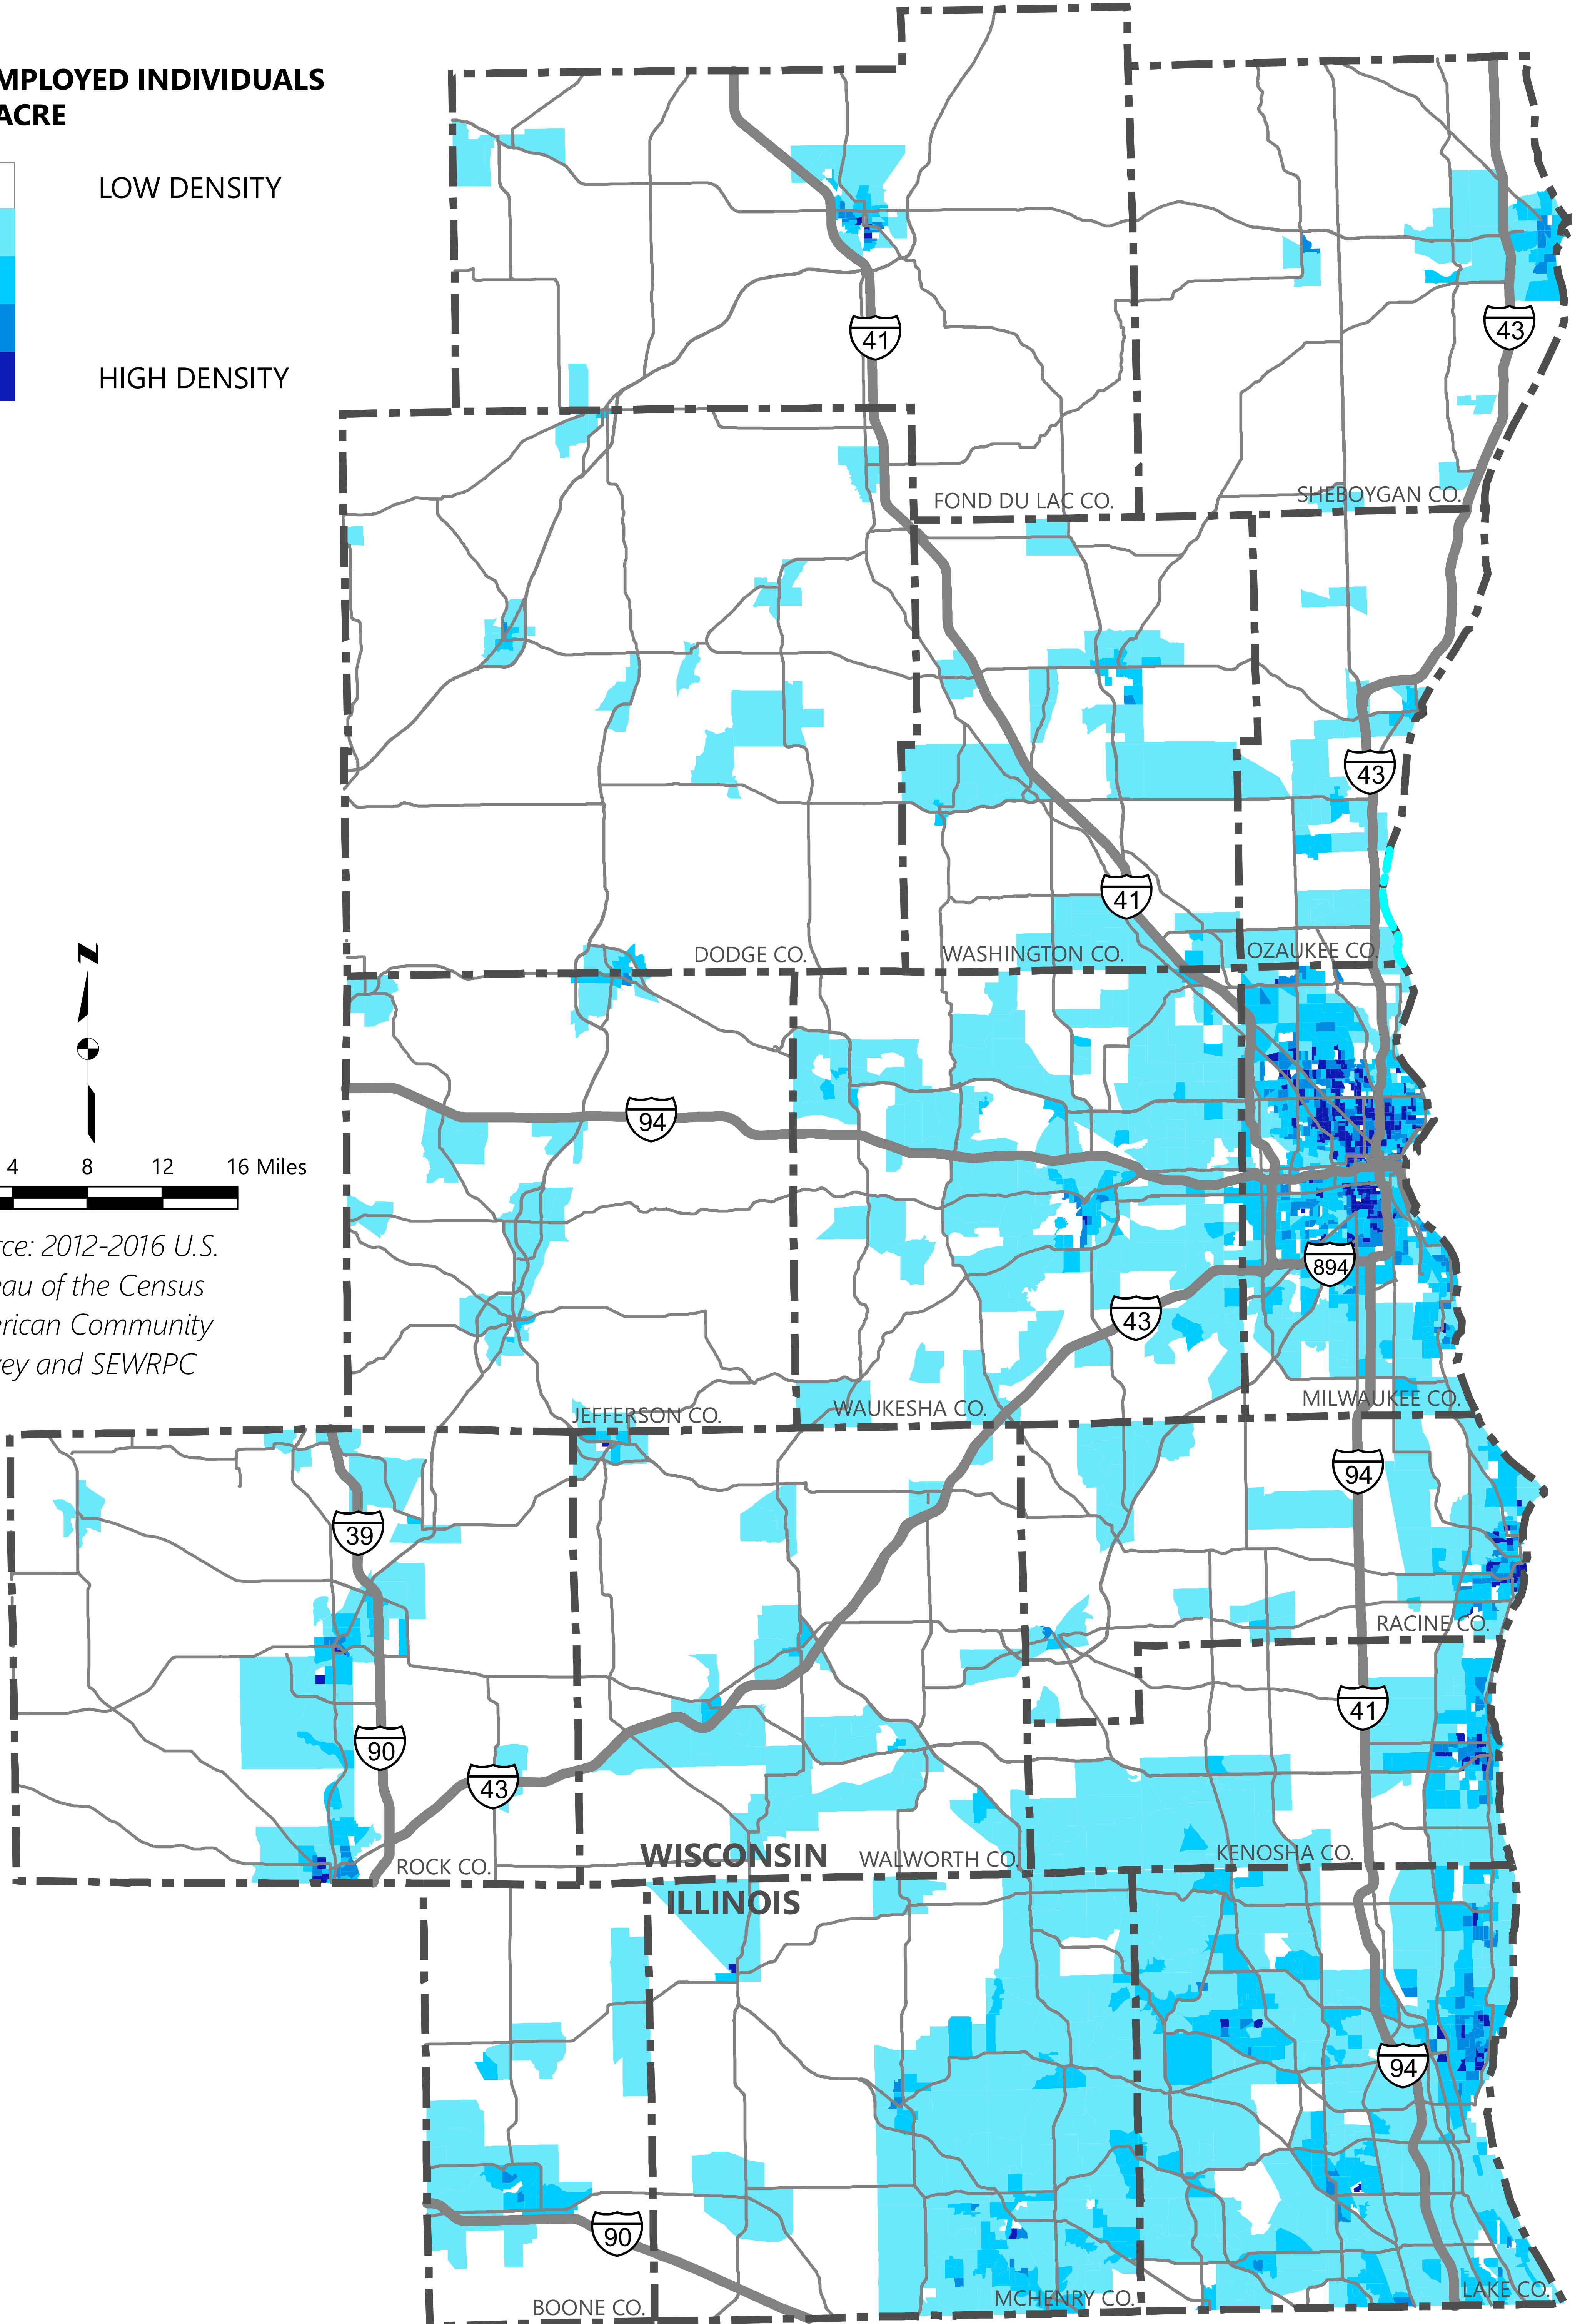 MPLOYED INDIVIDUALS
ACRE
LOW DENSITY
HIGH DENSITY
41
43
FOND DU LAC CO.
SHEBOYGAN CO.
43
41
DODGE CO.
WASHINGTON CO.
OZAUKEE CO.
N
94
4 8 12 16 Miles
rce: 2012-2016 U.S.
eau of the Census
erican Community
vey and SEWRPC
894
43
JEFFERSON CO.
WAUKESHA CO.
MILWAUKEE CO.
94
39
RACINE CO.
41
90
43
ROCK CO.
WISCONSIN
WALWORTH CO.
KENOSHA CO.
ILLINOIS
94
90
BOONE CO.
MCHENRY CO.
LAKE CO.